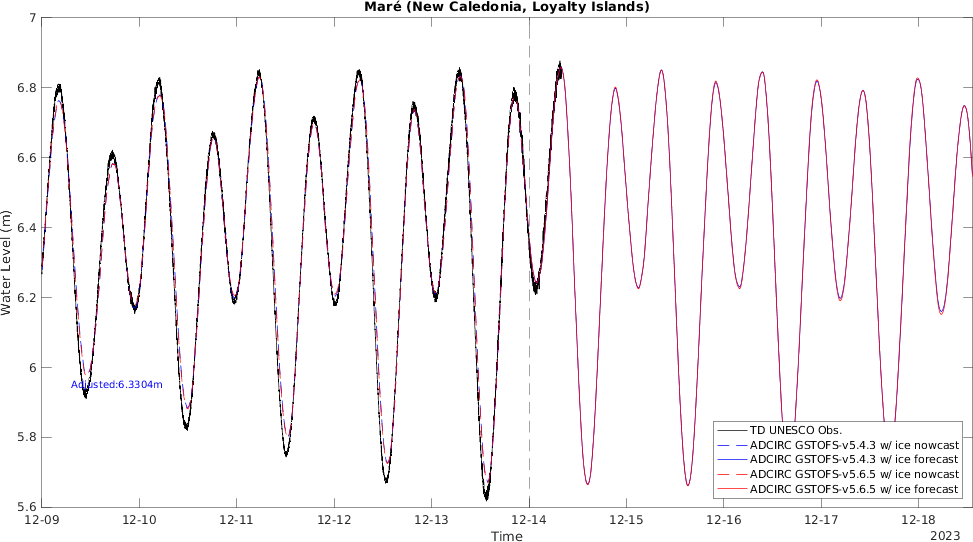 Maré (New Caledonia, Loyalty Islands)
7
6.8
6.6
6.4
6.2
6
5.8
5.6
Water Level (m)
Adjusted:6.3304m
TD UNESCO Obs.
ADCIRC GSTOFS-v5.4.3 w/ ice nowcast
ADCIRC GSTOFS-v5.4.3 w/ ice forecast
ADCIRC GSTOFS-v5.6.5 w/ ice nowcast
ADCIRC GSTOFS-v5.6.5 w/ ice forecast
12-09 12-10 12-11 12-12 12-13 12-14 12-15 12-16 12-17 12-18
Time
2023